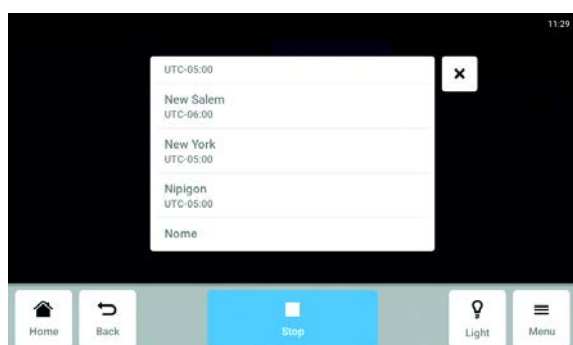 11:29
UTC-05:00
New Salem
UTC-06:00
New York
UTC-05:00
Nipigon
UTC-05:00
Nome
Home
Back
Stop
Light
Menu